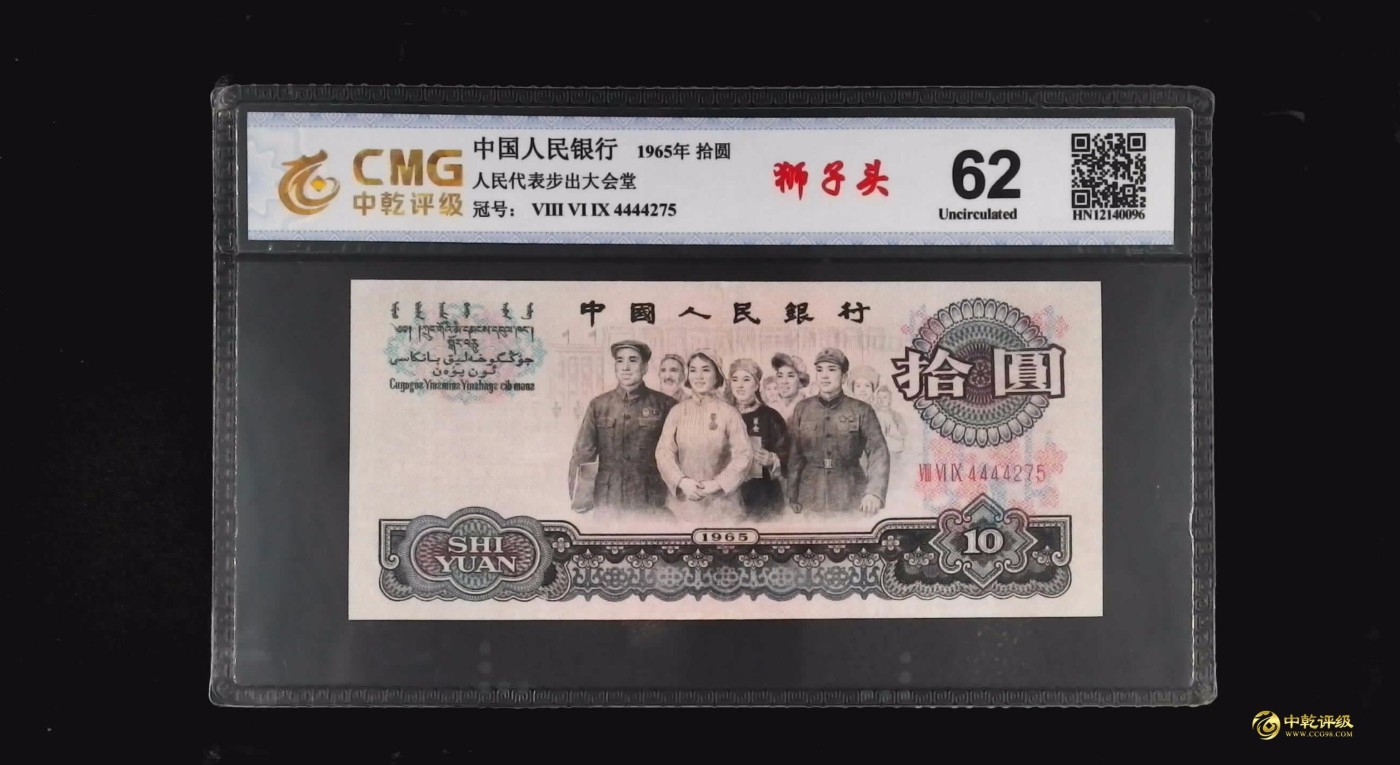 CMG
中乾评级
中国人民银行 1965年 拾圆
人民代表步出大会堂
冠号： VIII VI IX 4444275
狮子头
62
Uncirculated
HN12140096
中國人民銀行
拾圓
VIII VI IX 4444275
1965
SHI
YUAN
10
中乾评级
WWW.CCG98.COM